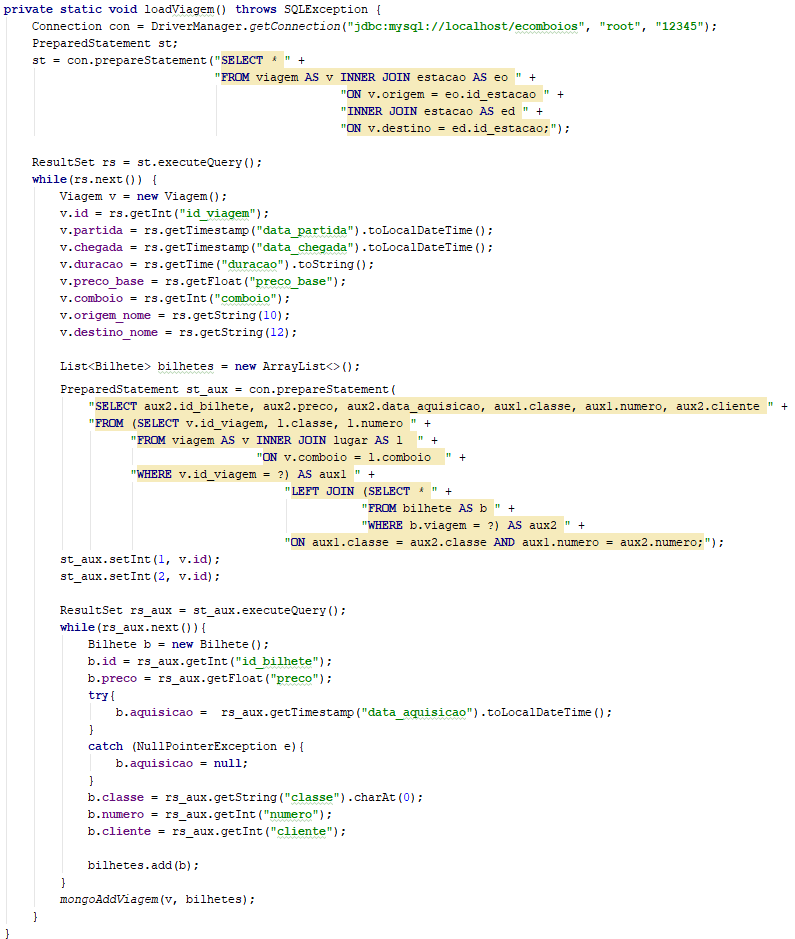 private static void loadViagem() throws SQLException {
Connection con = DriverManager.getConnection("jdbc:mysql://localhost/ecomboios", "root", "12345");
PreparedStatement st;
st = con.prepareStatement("SELECT * " +
"FROM viagem AS v INNER JOIN estacao AS eo " +
"ON v.origem = eo.id_estacao " +
"INNER JOIN estacao AS ed " +
"ON v.destino = ed.id_estacao;");
ResultSet rs = st.executeQuery();
while(rs.next()) {
Viagem v = new Viagem();
v.id = rs.getInt("id_viagem");
v.partida = rs.getTimestamp("data_partida").toLocalDateTime();
v.chegada = rs.getTimestamp("data_chegada").toLocalDateTime();
v.duracao = rs.getTime("duracao").toString();
v.preco_base = rs.getFloat("preco_base");
v.comboio = rs.getInt("comboio");
v.origem_nome = rs.getString(10);
v.destino_nome = rs.getString(12);
List<Bilhete> bilhetes = new ArrayList<>();
PreparedStatement st_aux = con.prepareStatement(
"SELECT aux2.id_bilhete, aux2.preco, aux2.data_aquisicao, aux1.classe, aux1.numero, aux2.cliente " +
"FROM (SELECT v.id_viagem, l.classe, l.numero " +
"FROM viagem AS v INNER JOIN lugar AS l " +
"ON v.comboio = l.comboio " +
"WHERE v.id_viagem = ?) AS aux1 " +
"LEFT JOIN (SELECT * " +
"FROM bilhete AS b " +
"WHERE b.viagem = ?) AS aux2 " +
"ON aux1.classe = aux2.classe AND aux1.numero = aux2.numero;");
st_aux.setInt(1, v.id);
st_aux.setInt(2, v.id);
ResultSet rs_aux = st_aux.executeQuery();
while(rs_aux.next()){
Bilhete b = new Bilhete();
b.id = rs_aux.getInt("id_bilhete");
b.preco = rs_aux.getFloat("preco");
try{
b.aquisicao =  rs_aux.getTimestamp("data_aquisicao").toLocalDateTime();
}
catch (NullPointerException e){
b.aquisicao = null;
}
b.classe = rs_aux.getString("classe").charAt(0);
b.numero = rs_aux.getInt("numero");
b.cliente = rs_aux.getInt("cliente");
bilhetes.add(b);
}
mongoAddViagem(v, bilhetes);
}
}